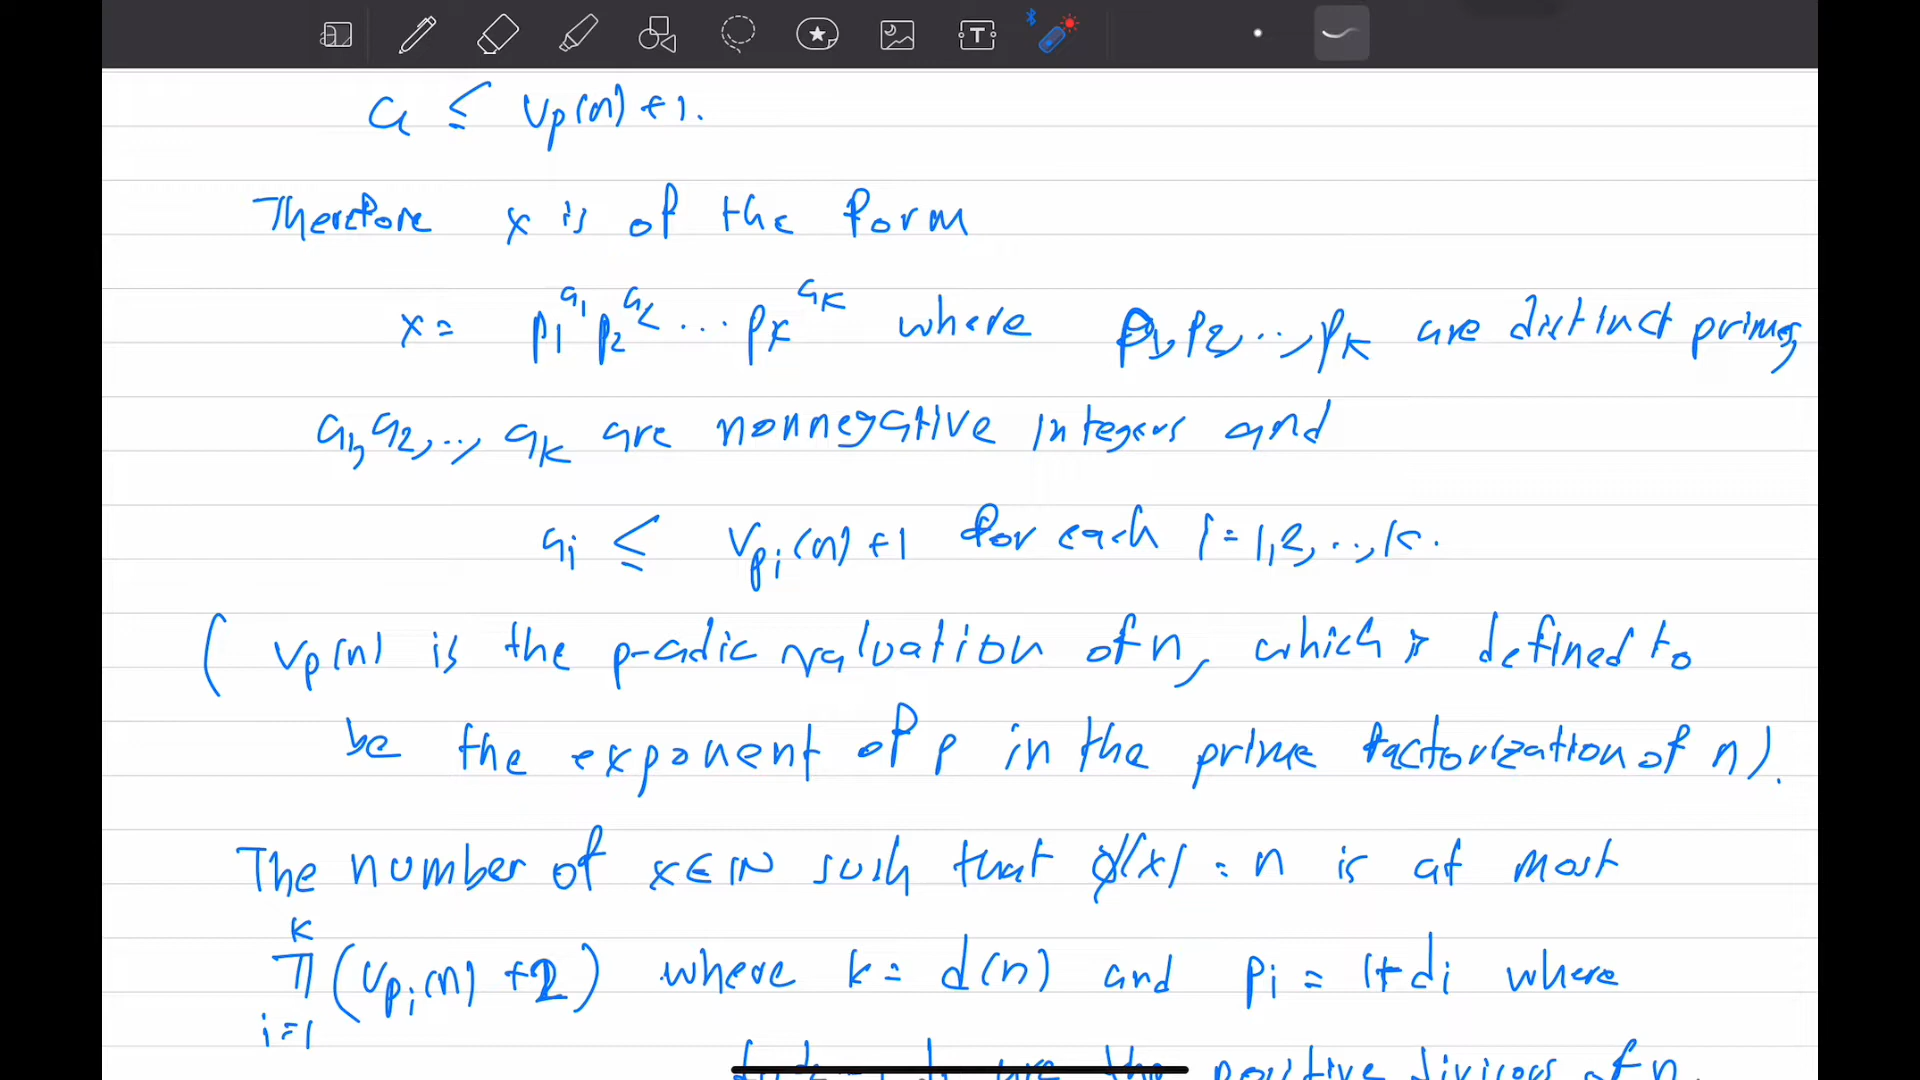 a ≤ vp(n) + 1.
Therefore x is of the form
x = p1^a1 p2^a2 ... pk^ak where p1, p2, ..., pk are distinct primes,
a1, a2, .., ak are nonnegative integers and
ai ≤ vpi(n) + 1 for each i = 1, 2, .., k.
( vp(n) is the p-adic valuation of n, which is defined to
be the exponent of p in the prime factorization of n).
The number of x ∈ ℕ such that φ(x) = n is at most
k
∏ (vpi(n) + 2) where k = d(n) and pi = 1 + di where
i=1
are the positive divisors of n.